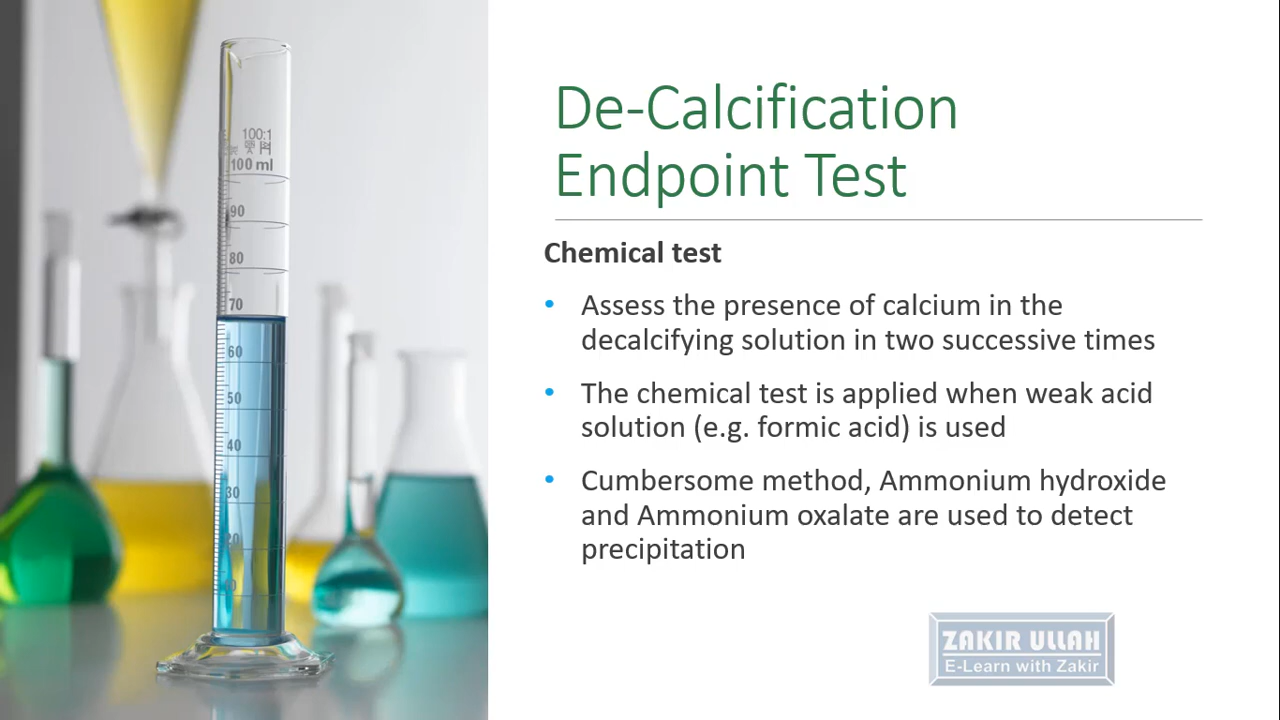 De-Calcification
Endpoint Test
Chemical test
• Assess the presence of calcium in the
decalcifying solution in two successive times
• The chemical test is applied when weak acid
solution (e.g. formic acid) is used
• Cumbersome method, Ammonium hydroxide
and Ammonium oxalate are used to detect
precipitation
100:1
100 ml
90
80
70
60
50
40
30
20
ZAKIR ULLAH
E-Learn with Zakir